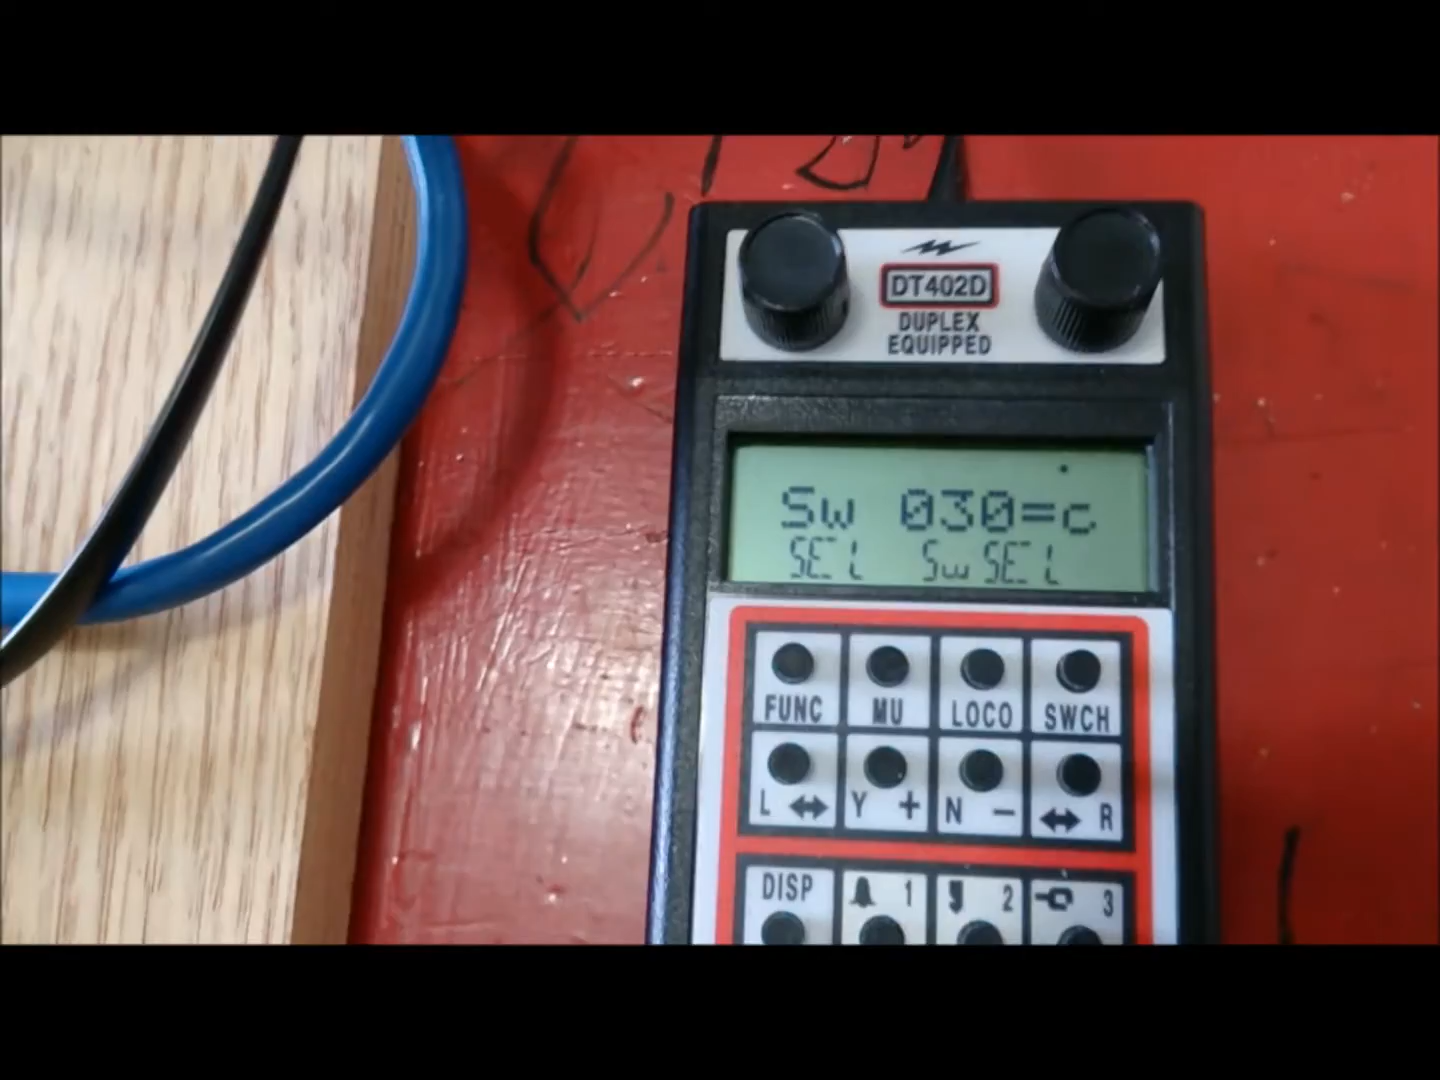 DT402D
DUPLEX
EQUIPPED
Sw 030=c
SEL SwSEL
FUNC MU LOCO SWCH
L Y + N - R
DISP 1 2 3